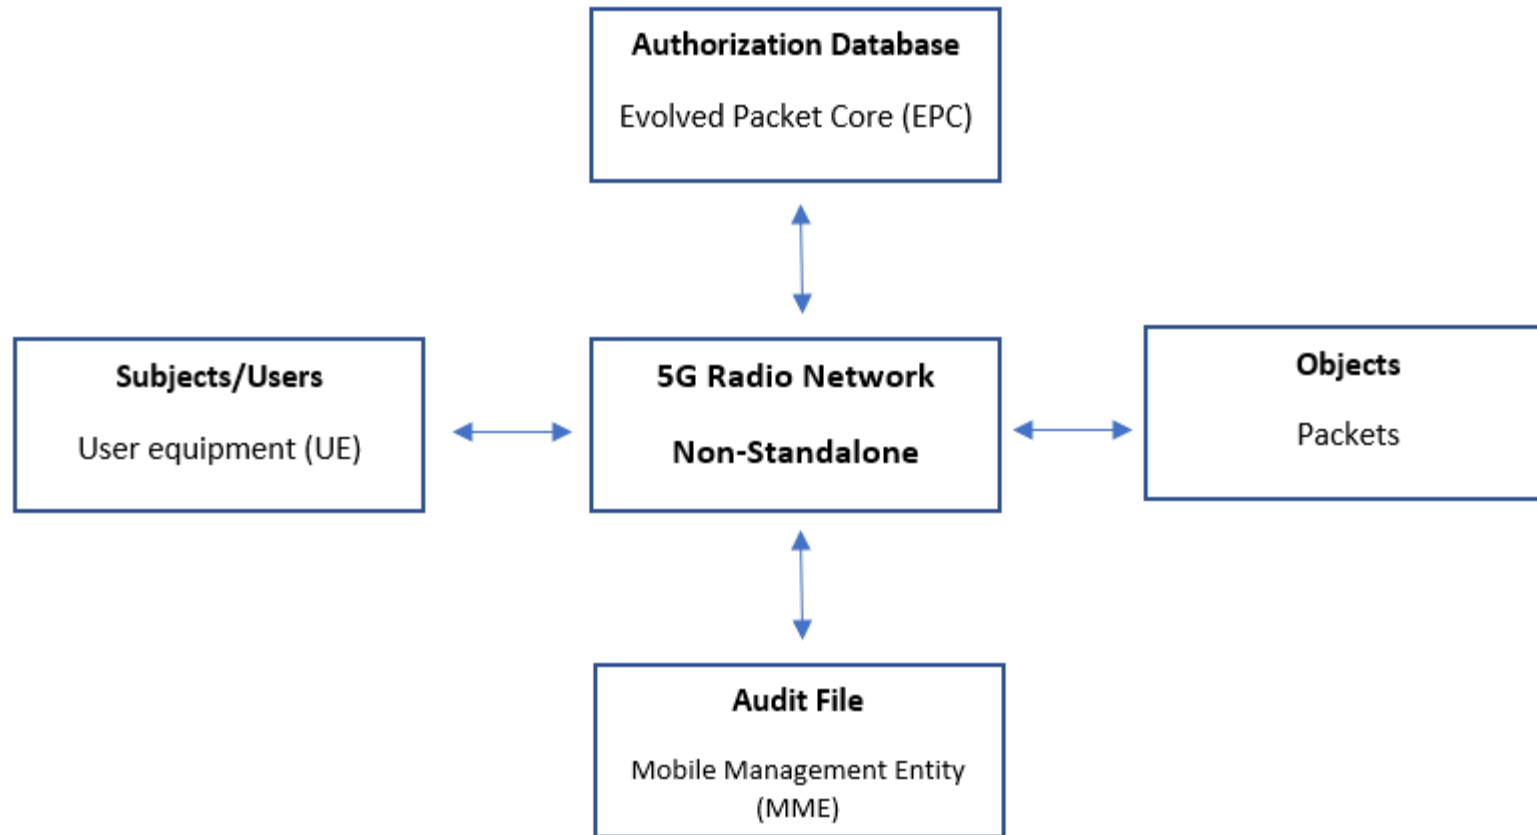 Authorization Database
Evolved Packet Core (EPC)
Subjects/Users
User equipment (UE)
5G Radio Network
Non-Standalone
Objects
Packets
Audit File
Mobile Management Entity
(MME)